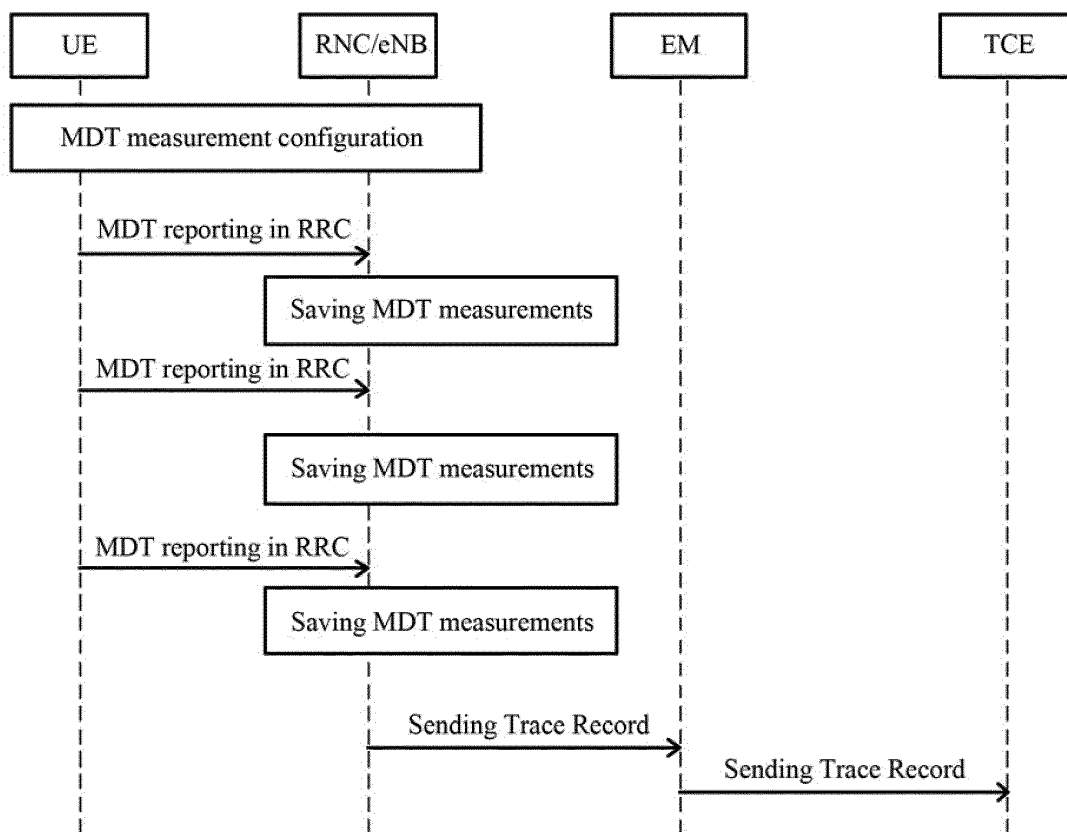 UE
RNC/eNB
EM
TCE
MDT measurement configuration
MDT reporting in RRC
Saving MDT measurements
MDT reporting in RRC
Saving MDT measurements
MDT reporting in RRC
Saving MDT measurements
Sending Trace Record
Sending Trace Record